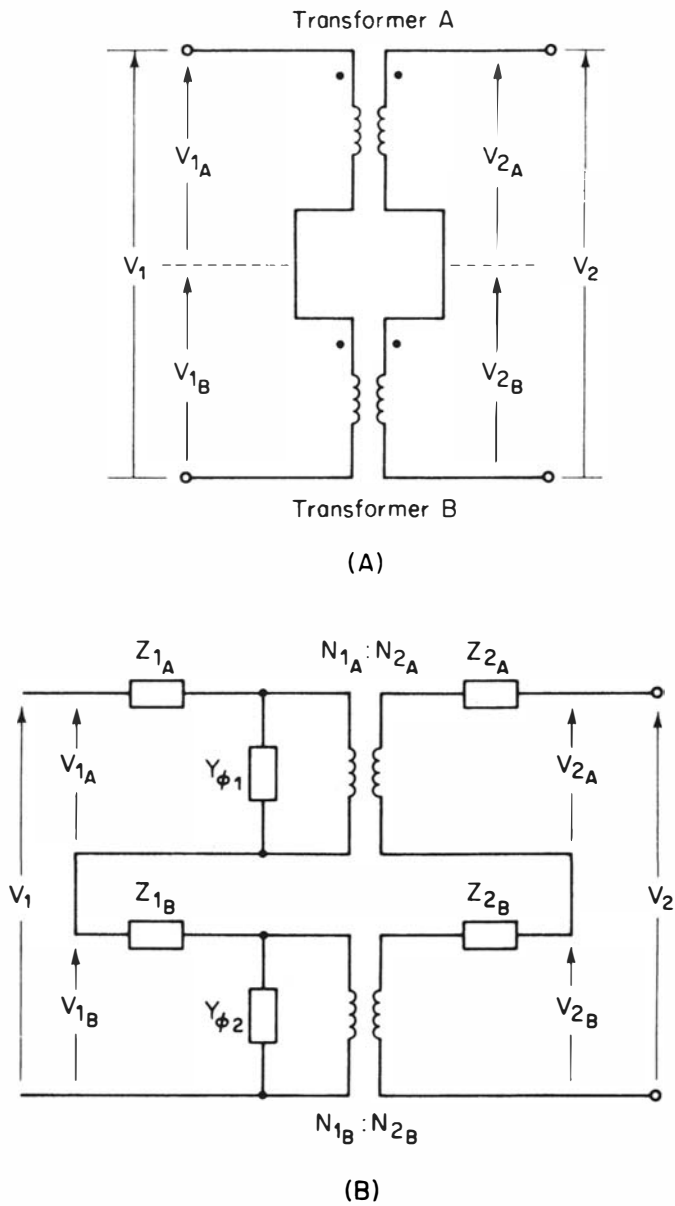 Transformer A
V1A
V2A
V1
V2
V1B
V2B
Transformer B
(A)
Z1A
N1A : N2A
Z2A
V1A
Yϕ1
V2A
V1
Z1B
Z2B
V2
V1B
Yϕ2
V2B
N1B : N2B
(B)